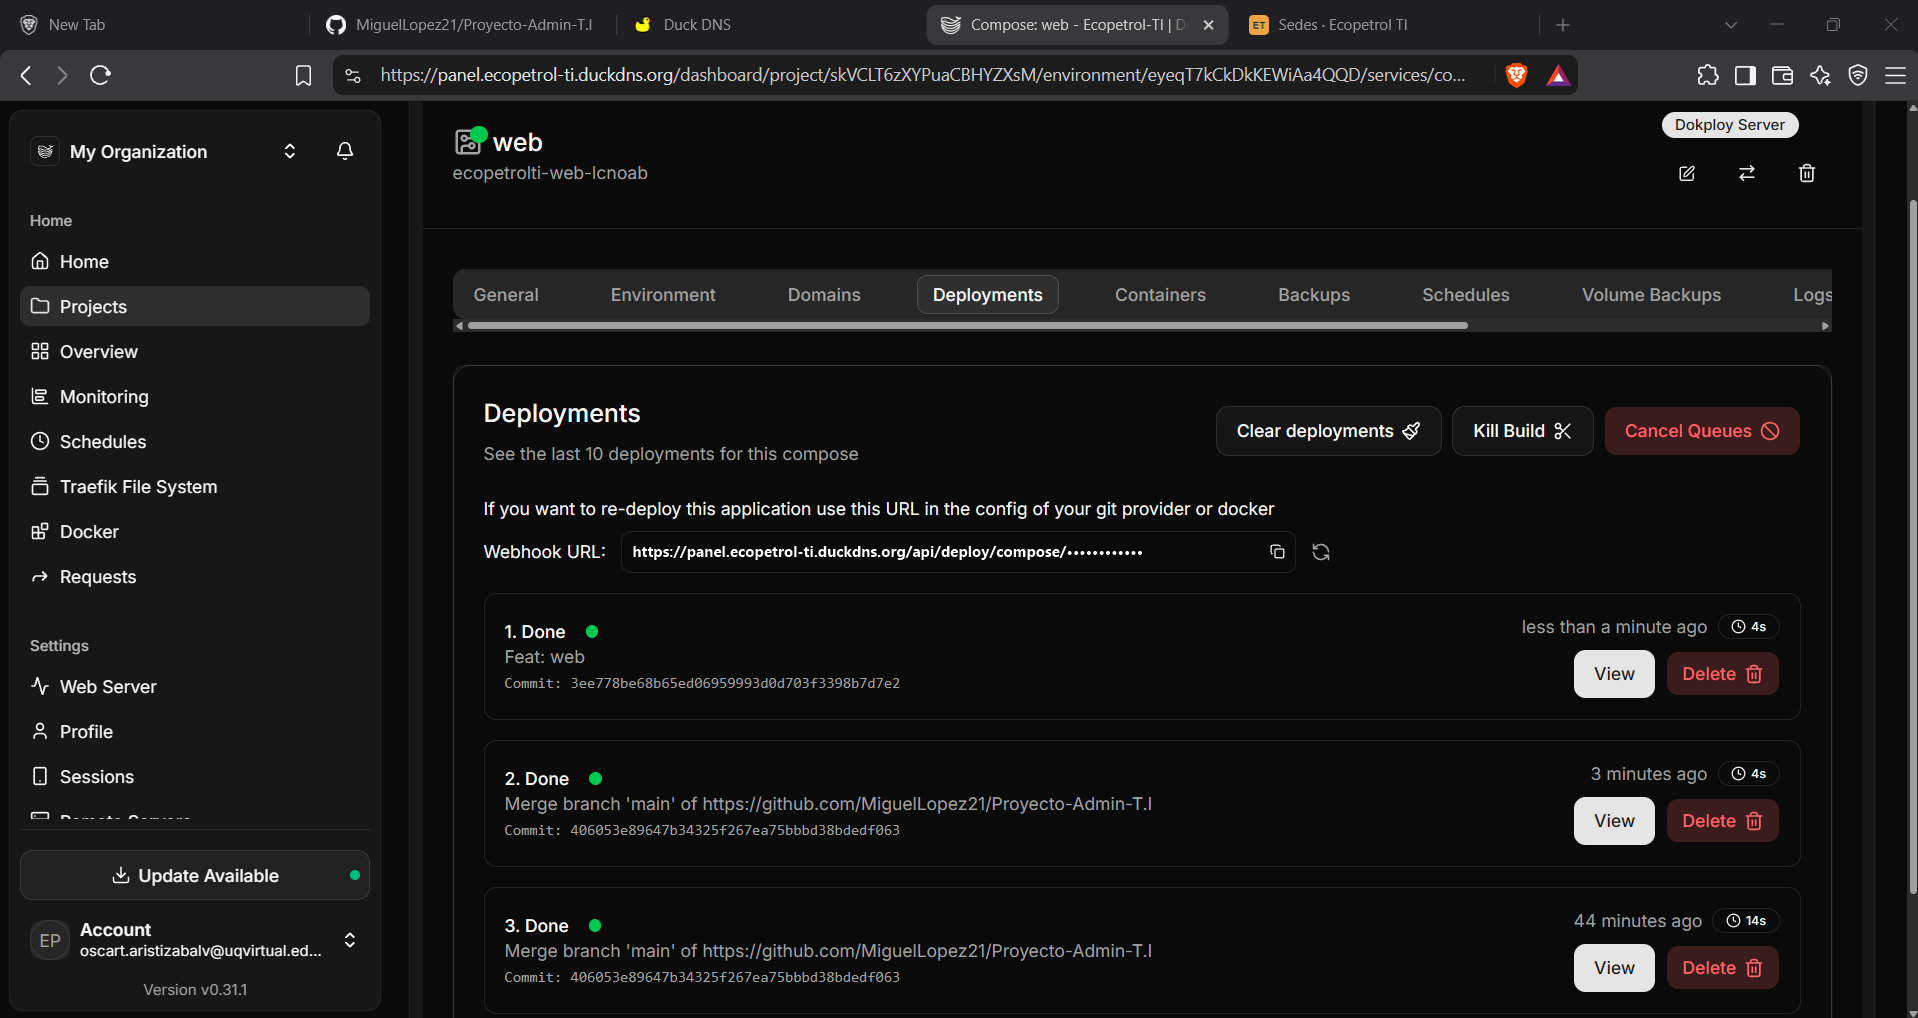 New Tab
MiguelLopez21/Proyecto-Admin-T.I
Duck DNS
Compose: web - Ecopetrol-TI | D
ET
Sedes · Ecopetrol TI
https://panel.ecopetrol-ti.duckdns.org/dashboard/project/skVCLT6zXYPuaCBHYZXsM/environment/eyeqT7kCkDkKEWiAa4QQD/services/co...
My Organization
Home
Home
Projects
Overview
Monitoring
Schedules
Traefik File System
Docker
Requests
Settings
Web Server
Profile
Sessions
Remote Servers
Update Available
EP
Account
oscart.aristizabalv@uqvirtual.ed...
Version v0.31.1
web
ecopetrolti-web-lcnoab
Dokploy Server
General
Environment
Domains
Deployments
Containers
Backups
Schedules
Volume Backups
Logs
Deployments
See the last 10 deployments for this compose
Clear deployments
Kill Build
Cancel Queues
If you want to re-deploy this application use this URL in the config of your git provider or docker
Webhook URL:
https://panel.ecopetrol-ti.duckdns.org/api/deploy/compose/••••••••••••
1. Done
Feat: web
Commit: 3ee778be68b65ed06959993d0d703f3398b7d7e2
less than a minute ago
4s
View
Delete
2. Done
Merge branch 'main' of https://github.com/MiguelLopez21/Proyecto-Admin-T.I
Commit: 406053e89647b34325f267ea75bbbd38bdedf063
3 minutes ago
4s
View
Delete
3. Done
Merge branch 'main' of https://github.com/MiguelLopez21/Proyecto-Admin-T.I
Commit: 406053e89647b34325f267ea75bbbd38bdedf063
44 minutes ago
14s
View
Delete